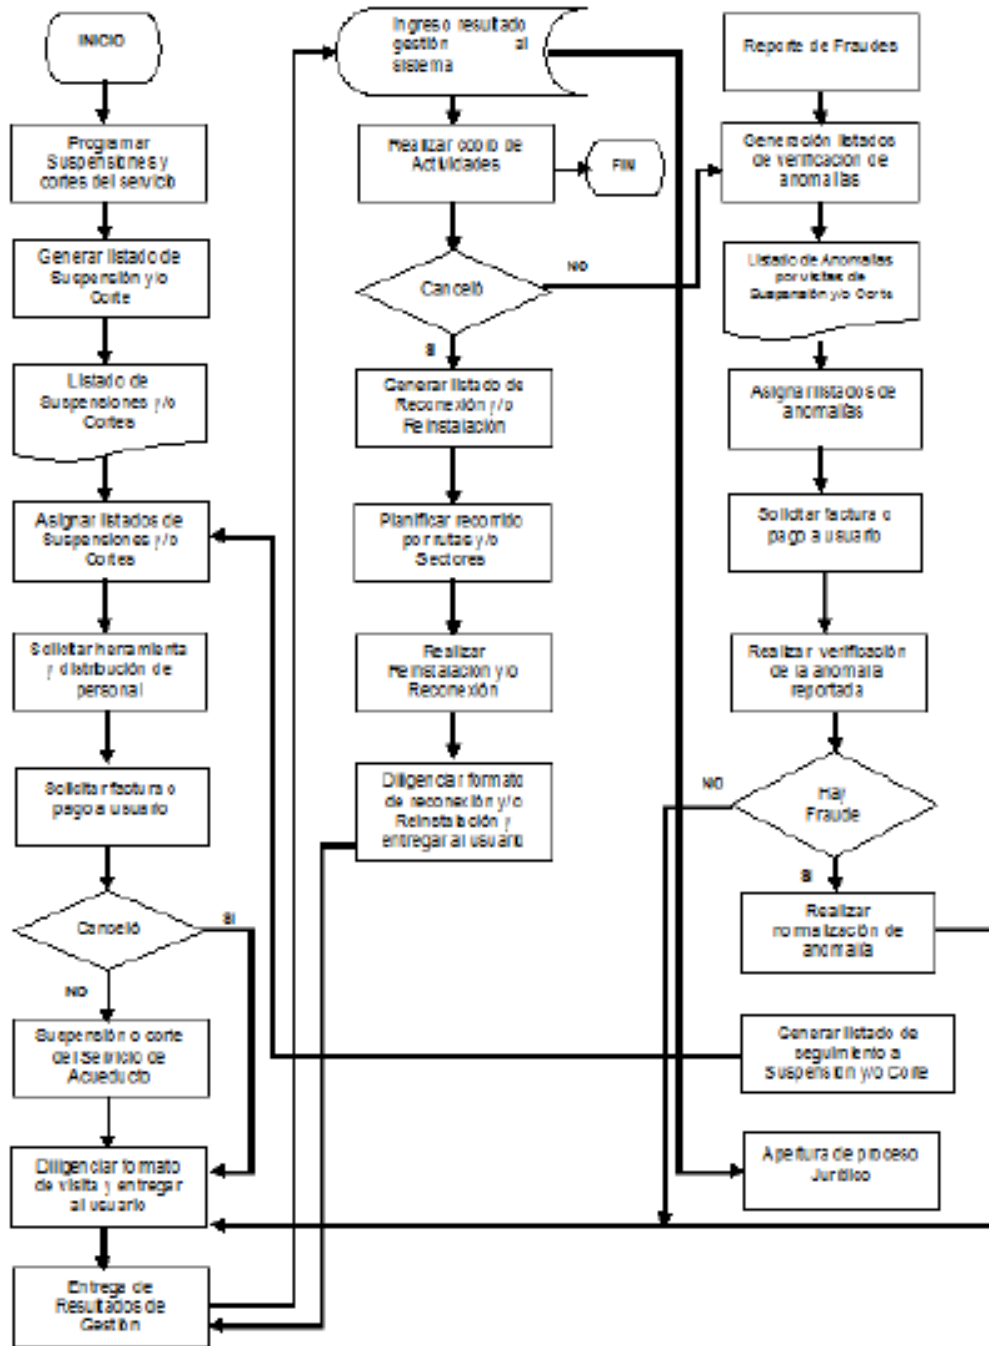 INICIO
Programar
Suspensiones y
cortes del servicio
Generar listado de
Suspensión y/o
Corte
Listado de
Suspensiones y/o
Cortes
Asignar listados de
Suspensiones y/o
Cortes
Solicitar herramienta
y distribución de
personal
Solicitar factura o
pago a usuario
Canceló
SI
NO
Suspensión o corte
del Servicio de
Acueducto
Diligenciar formato
de visita y entregar
al usuario
Entrega de
Resultados de
Gestión
Ingreso resultado
gestión al
sistema
Realizar cobro de
Actividades
FIN
Canceló
NO
SI
Generar listado de
Reconexión y/o
Reinstalación
Planificar recorrido
por rutas y/o
Sectores
Realizar
Reinstalación y/o
Reconexión
Diligenciar formato
de reconexión y/o
Reinstalación y
entregar al usuario
Reporte de Fraudes
Generación listados
de verificación de
anomalías
Listado de Anomalías
por visitas de
Suspensión y/o Corte
Asignar listados de
anomalías
Solicitar factura o
pago a usuario
Realizar verificación
de la anomalía
reportada
NO
Hay
Fraude
SI
Realizar
normalización de
anomalía
Generar listado de
seguimiento a
Suspensión y/o Corte
Apertura de proceso
Jurídico